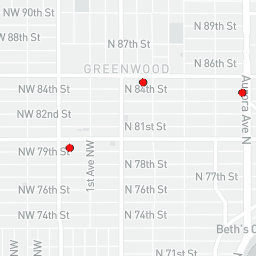 NW 90th St
NW 88th St
N 87th St
N 86th St
GREENWOOD
NW 84th St
N 84th St
Aurora Ave N
NW 82nd St
N 81st St
NW 79th St
1st Ave NW
N 78th St
N 77th St
NW 76th St
N 76th St
NW 74th St
N 74th St
Beth's C
N 71st St